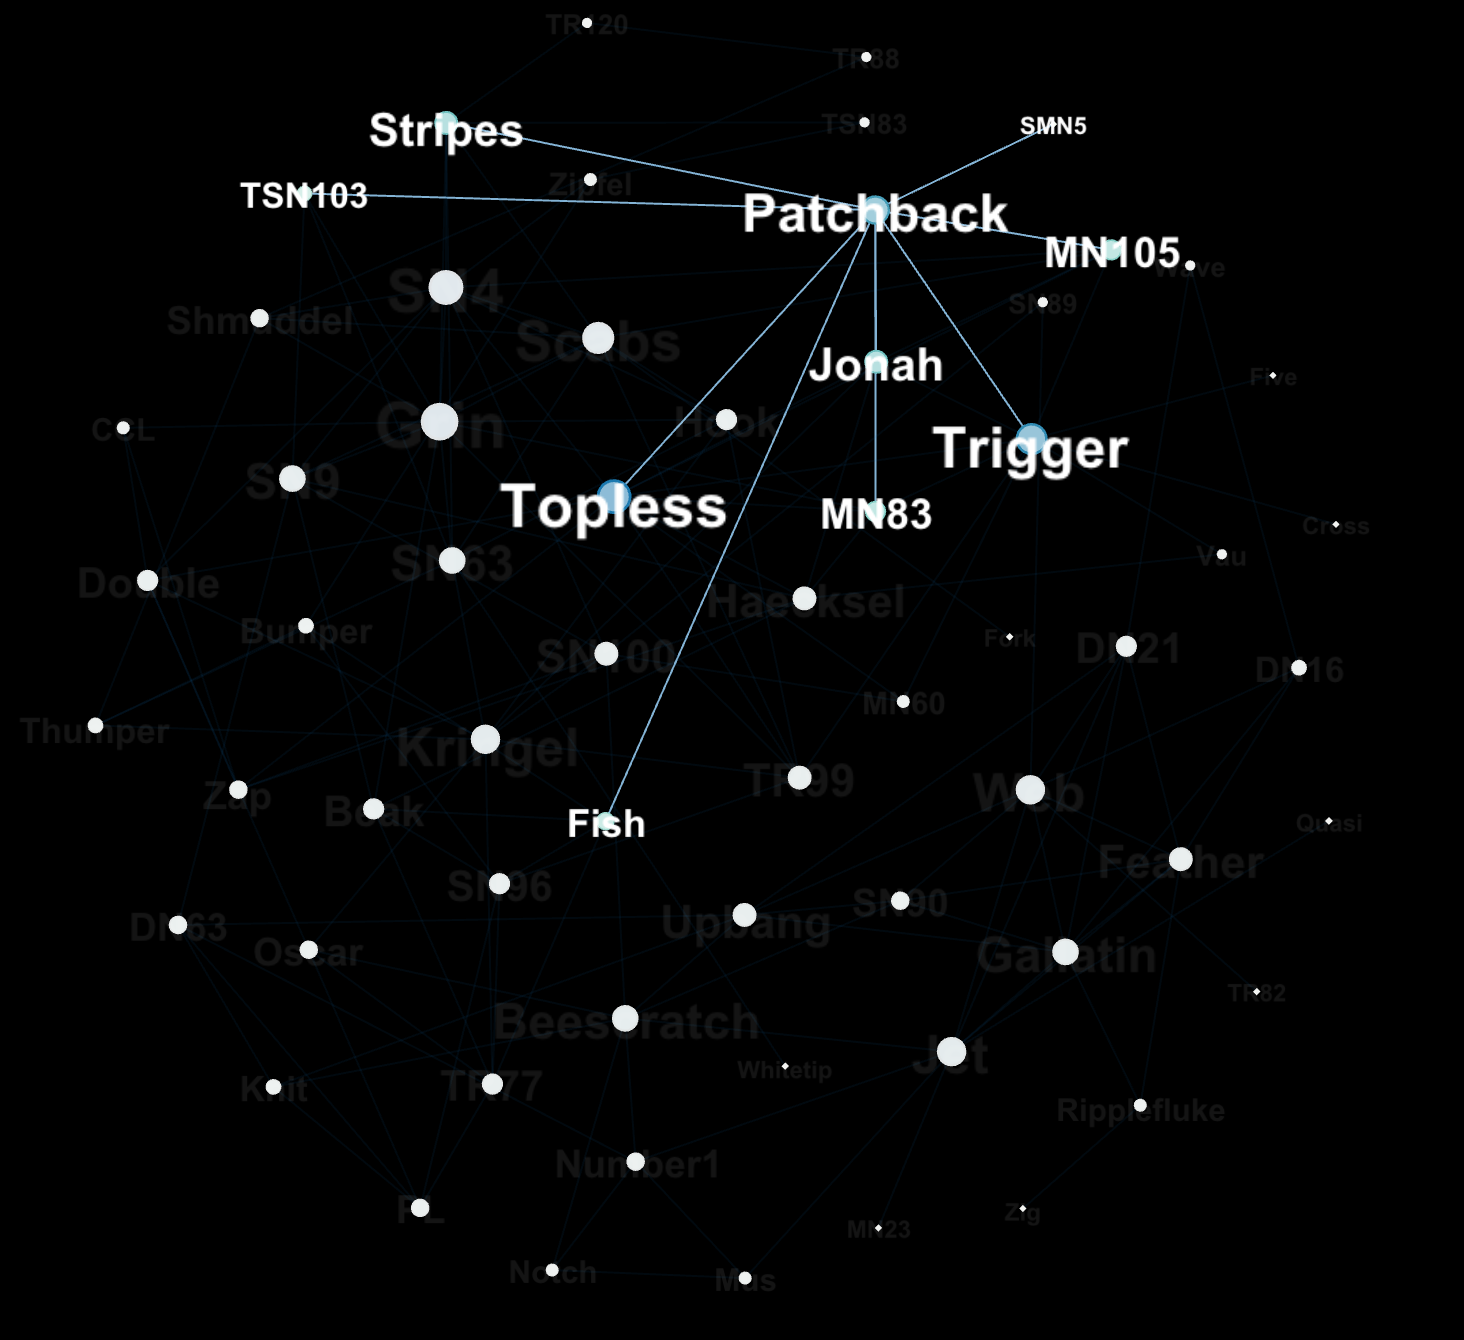 TR120
TR88
Stripes
TSN83
SMN5
Zipfel
TSN103
Patchback
MN105
Wave
SN4
SN89
Shmuddel
Scabs
Jonah
Five
Grin
Hook
CCL
Trigger
SN9
Topless
MN83
Cross
Vau
SN63
Double
Haecksel
Bumper
Fork
SN100
DN21
DN16
MN60
Thumper
Kringel
TR99
Web
Zap
Beak
Fish
Quasi
Feather
SN96
SN90
Upbang
DN63
Oscar
Gallatin
TR82
Beescratch
Jet
Whitetip
Knit
TR77
Ripplefluke
Number1
PL
Zig
MN23
Notch
Mus